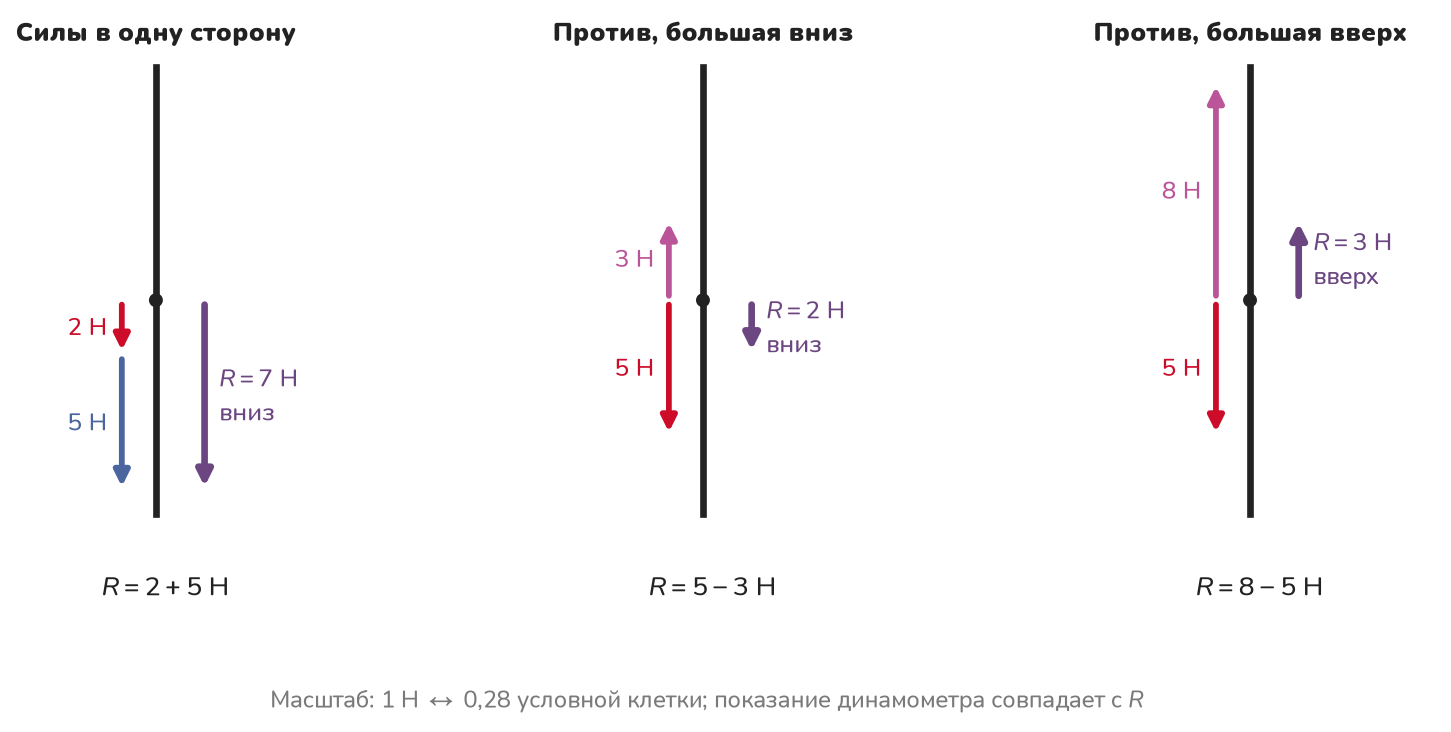 Силы в одну сторону
2 Н
5 Н
R = 7 Н
вниз
R = 2 + 5 Н
Против, большая вниз
3 Н
5 Н
R = 2 Н
вниз
R = 5 – 3 Н
Против, большая вверх
8 Н
5 Н
R = 3 Н
вверх
R = 8 – 5 Н
Масштаб: 1 Н ↔ 0,28 условной клетки; показание динамометра совпадает с R